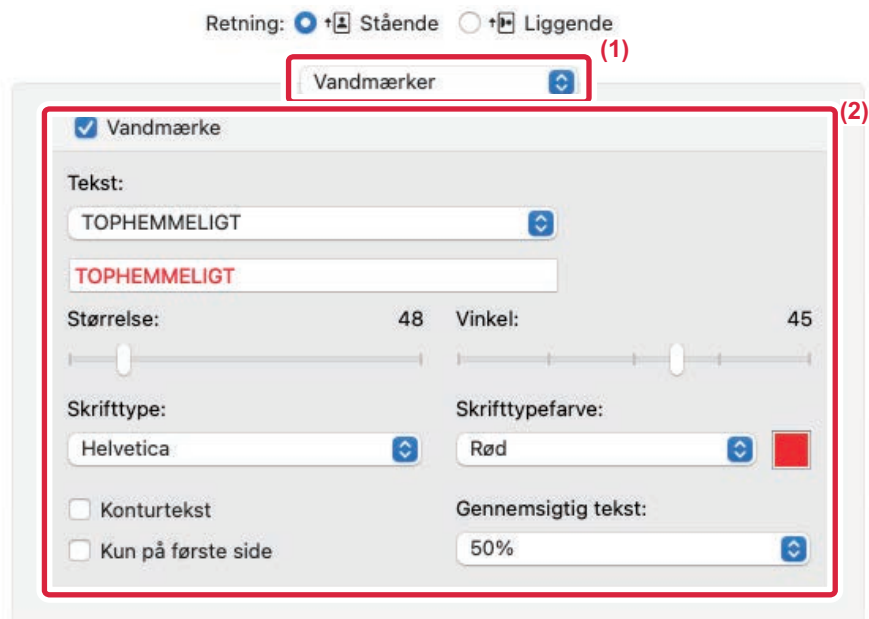 Retning: Stående Liggende
(1)
Vandmærker
(2)
Vandmærke
Tekst:
TOPHEMMELIGT
TOPHEMMELIGT
Størrelse: 48 Vinkel: 45
Skrifttype: Skrifttypefarve:
Helvetica Rød
Konturtekst Gennemsigtig tekst:
Kun på første side 50%